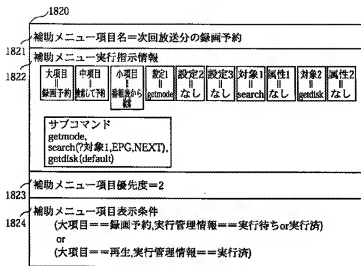 1820
1821
補助メニュー項目名=次回放送分の録画予約
1822
補助メニュー実行指示情報
大項目 = 録画予約
中項目 = 検索して予約
小項目 = 番組表から
設定1 = getmode
設定2 = なし
設定3 = なし
対象1 = search
属性1 = なし
対象2 = getdisk
属性2 = なし
サブコマンド
getmode,
search(?対象1,EPG,NEXT),
getdisk(default)
1823
補助メニュー項目優先度=2
1824
補助メニュー項目表示条件
(大項目==録画予約,実行管理情報==実行待ちor実行済)
or
(大項目==再生,実行管理情報==実行済)